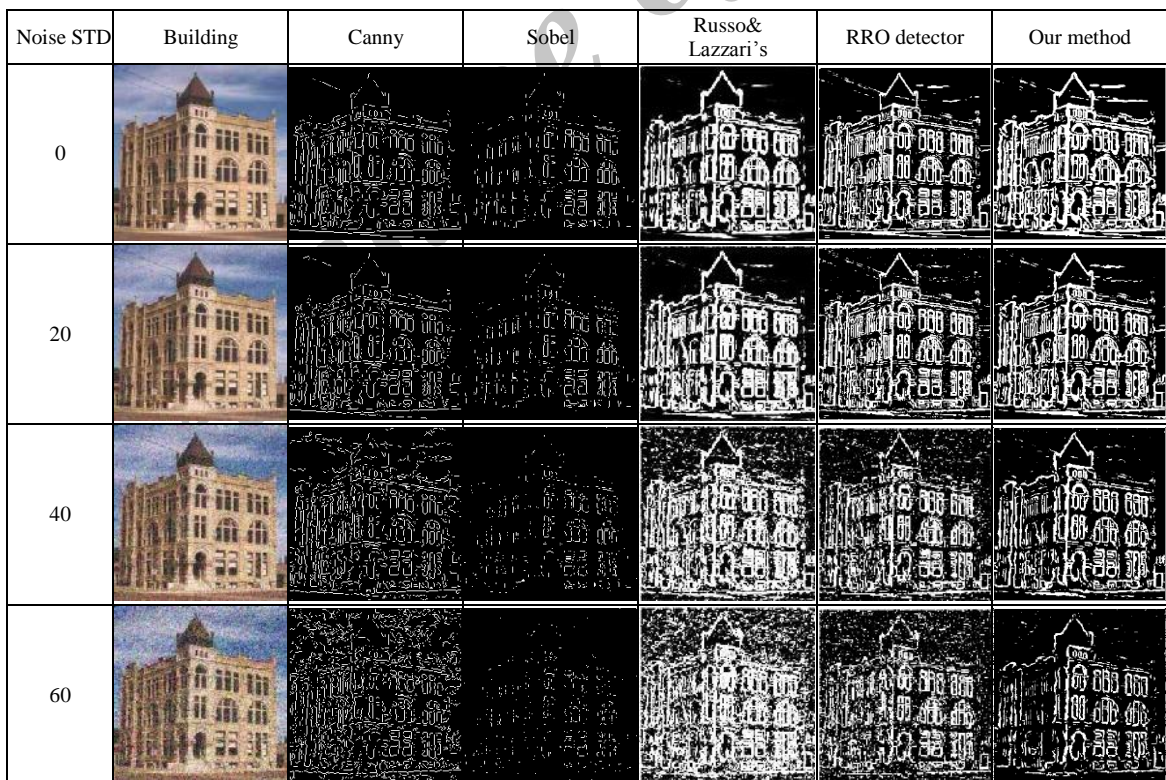 Noise STD
Building
Canny
Sobel
Russo&
Lazzari's
RRO detector
Our method
0
20
40
60